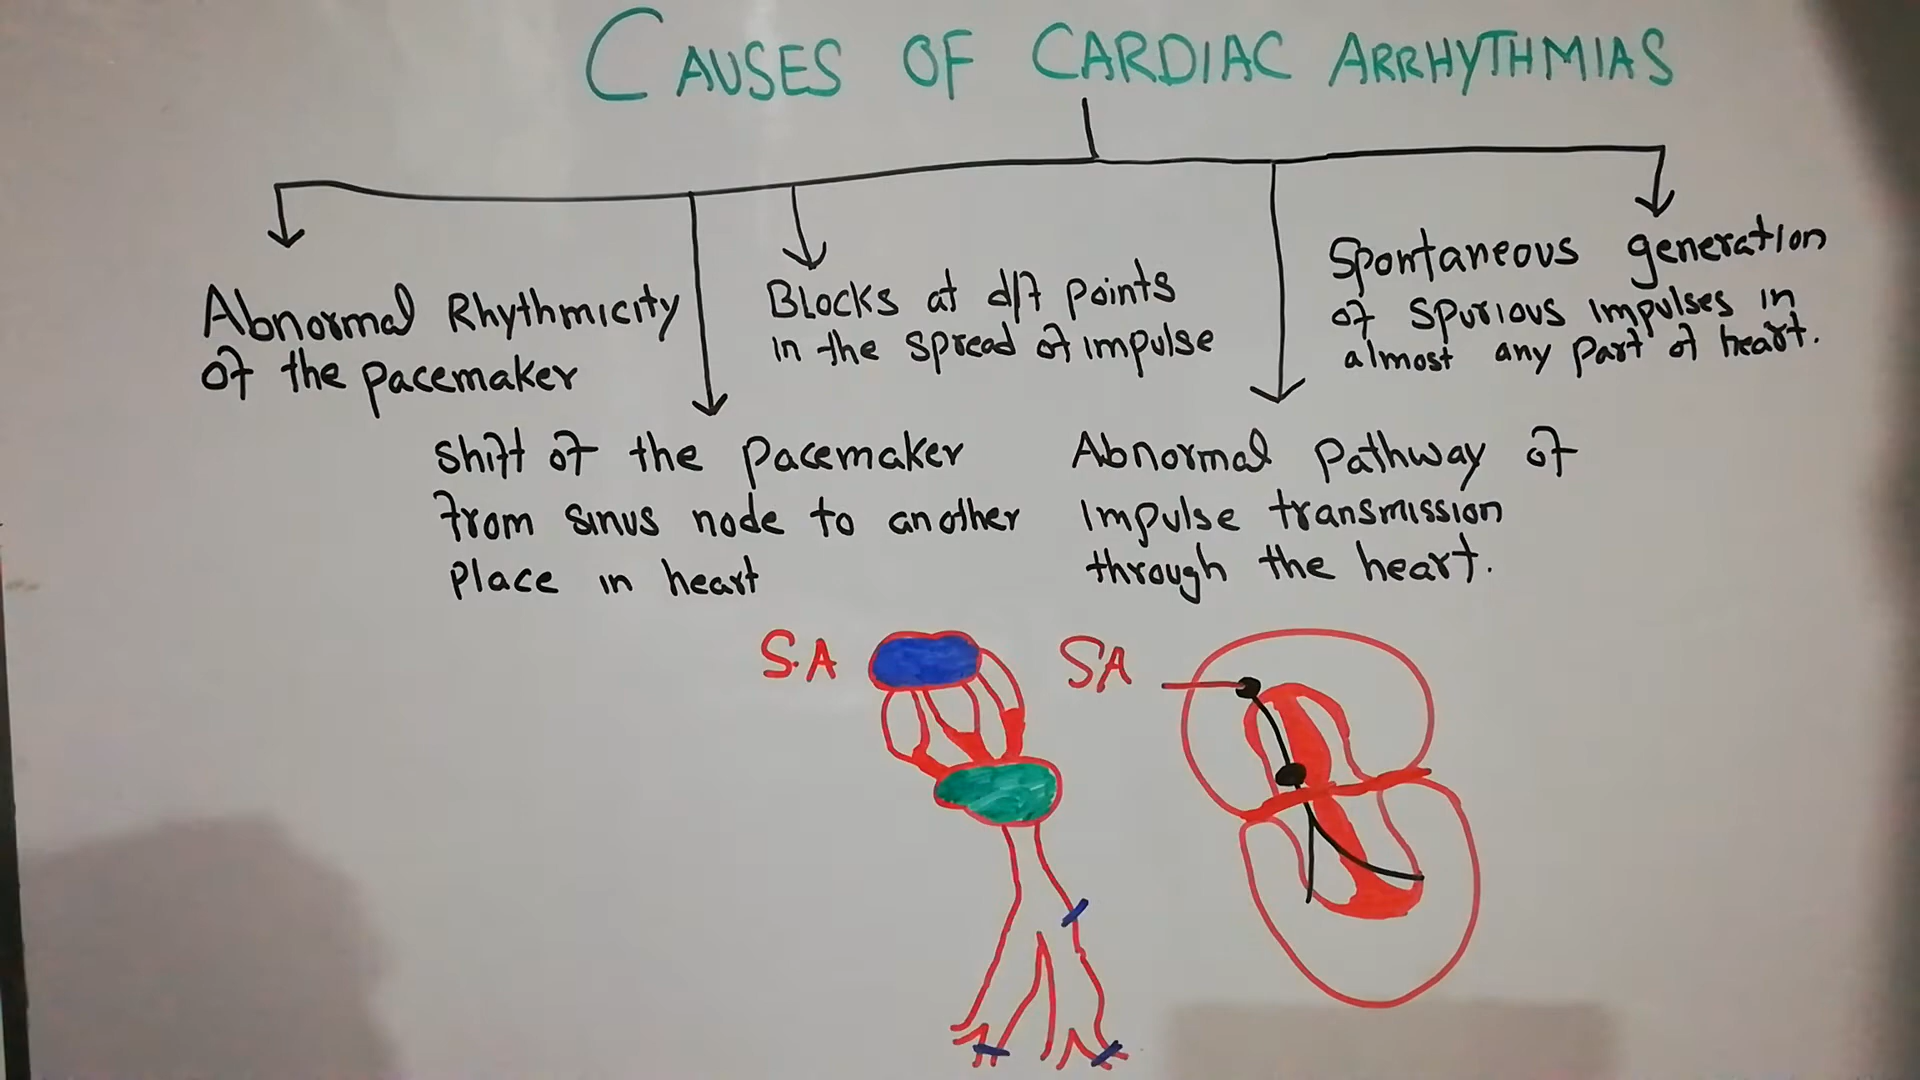 CAUSES OF CARDIAC ARRHYTHMIAS
Abnormal Rhythmicity
of the pacemaker
Shift of the pacemaker
from sinus node to another
place in heart
Blocks at d/f points
in the spread of impulse
Abnormal pathway of
impulse transmission
through the heart.
Spontaneous generation
of spurious impulses in
almost any part of heart.
S.A
SA